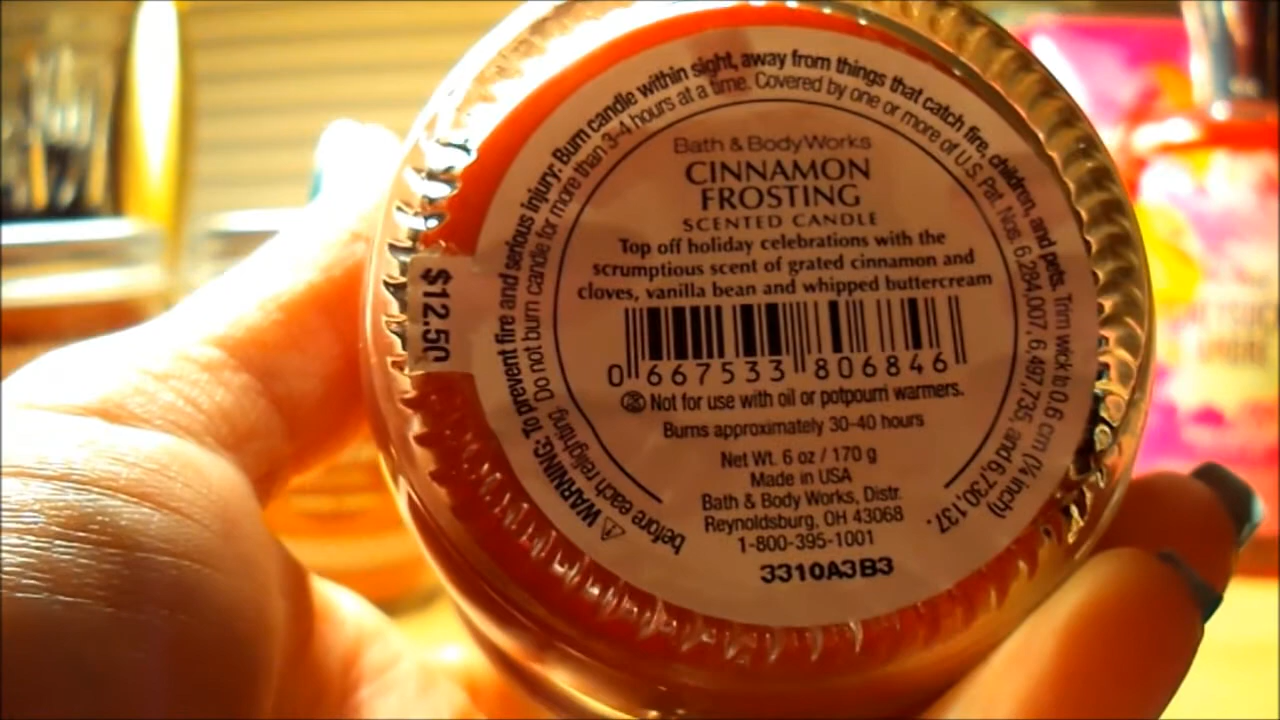 ⚠ WARNING: To prevent fire and serious injury: Burn candle within sight, away from things that catch fire, children, and pets. Trim wick to 0.6 cm (1/4 inch)
before each relighting. Do not burn candle for more than 3-4 hours at a time. Covered by one or more of U.S. Pat. Nos. 6,284,007, 6,497,735, and 6,730,137.
Bath & Body Works
CINNAMON
FROSTING
SCENTED CANDLE
Top off holiday celebrations with the
scrumptious scent of grated cinnamon and
cloves, vanilla bean and whipped buttercream
0 667533 806846
Not for use with oil or potpourri warmers.
Burns approximately 30-40 hours
Net Wt. 6 oz / 170 g
Made in USA
Bath & Body Works, Distr.
Reynoldsburg, OH 43068
1-800-395-1001
3310A3B3
$12.50